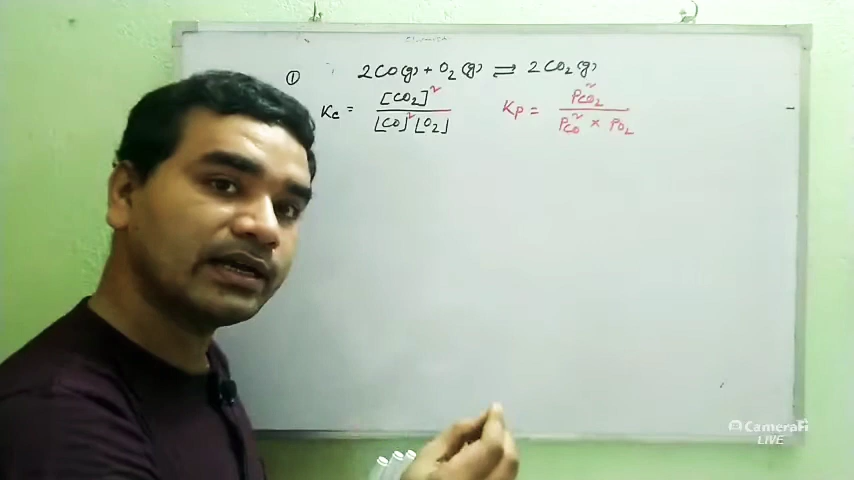 ① 2CO(g) + O₂(g) ⇌ 2CO₂(g)
Kc = [CO₂]² / [CO]²[O₂]
Kp = P²CO₂ / P²CO × PO₂
CameraFi
LIVE